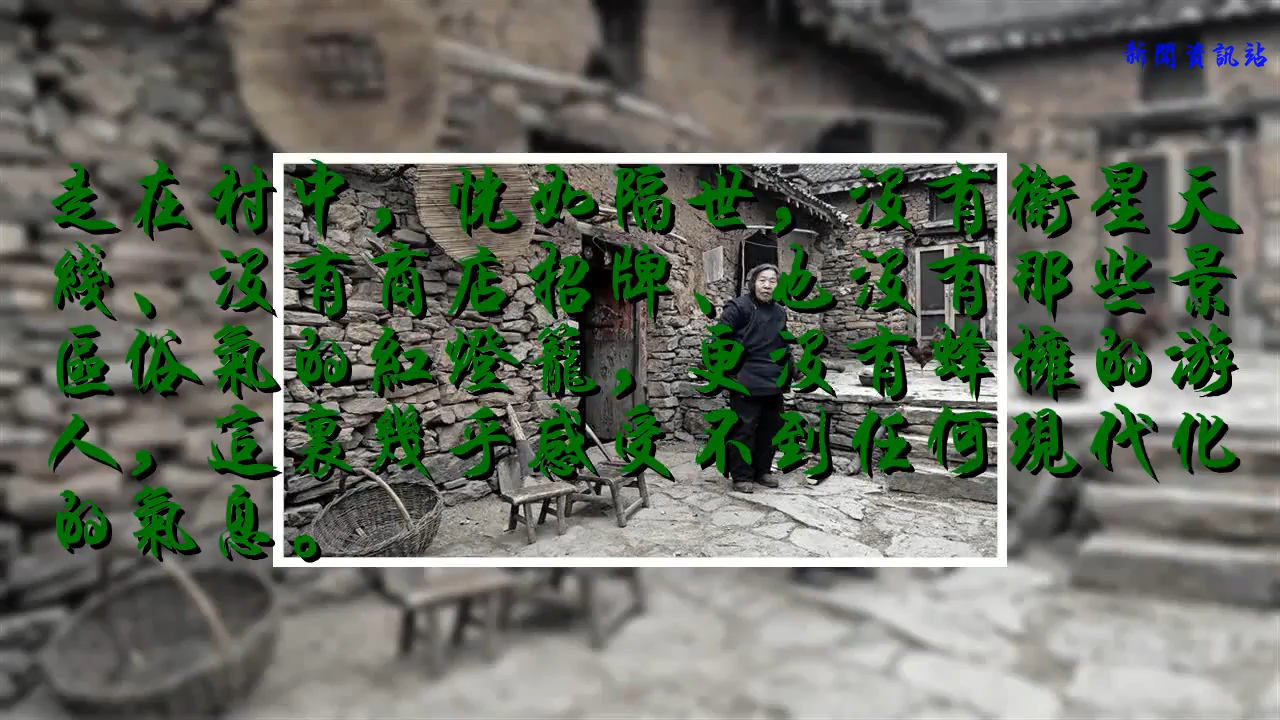 新聞資訊站
走在村中，恍如隔世，沒有衛星天
綫、沒有商店招牌、也沒有那些景
區俗氣的紅燈籠，更沒有蜂擁的游
人，這裏幾乎感受不到任何現代化
的氣息。